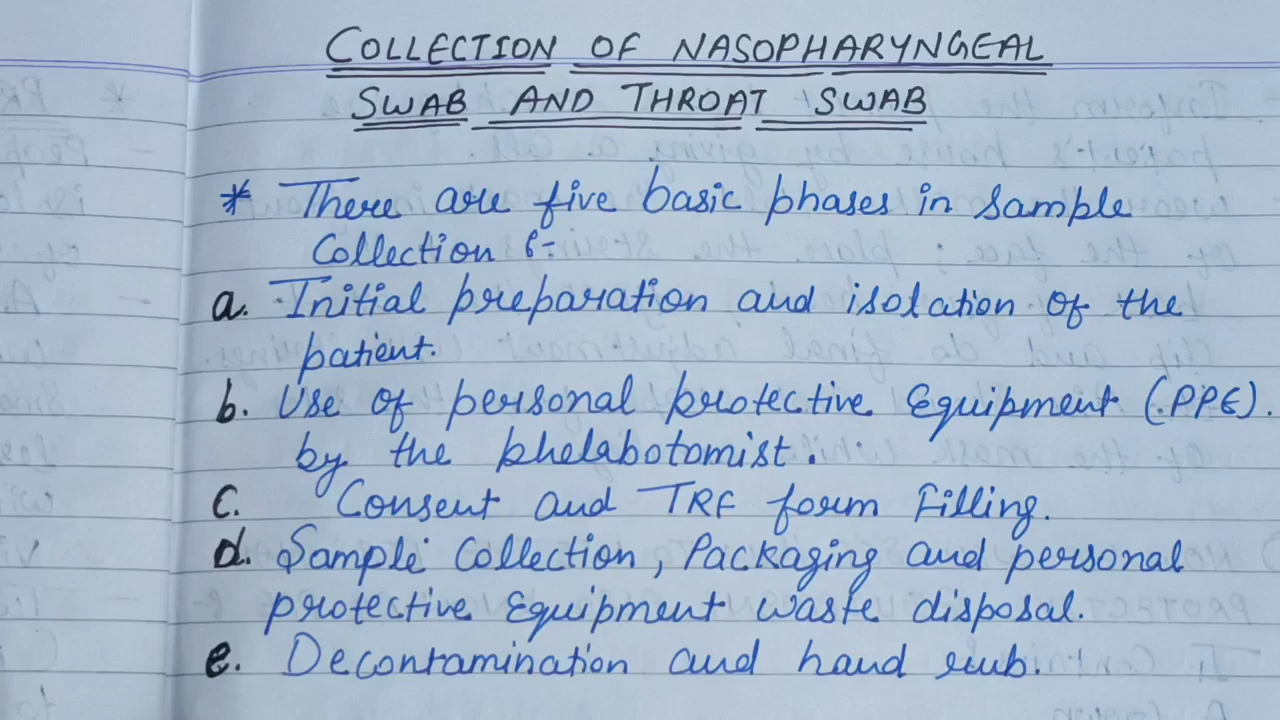 COLLECTION OF NASOPHARYNGEAL
SWAB AND THROAT SWAB
* There are five basic phases in sample
Collection :-
a. Initial preparation and isolation of the
patient.
b. Use of personal protective Equipment (PPE).
by the phelabotomist.
C. Consent and TRF form Filling.
d. Sample Collection, Packaging and personal
protective Equipment waste disposal.
e. Decontamination and hand rub.